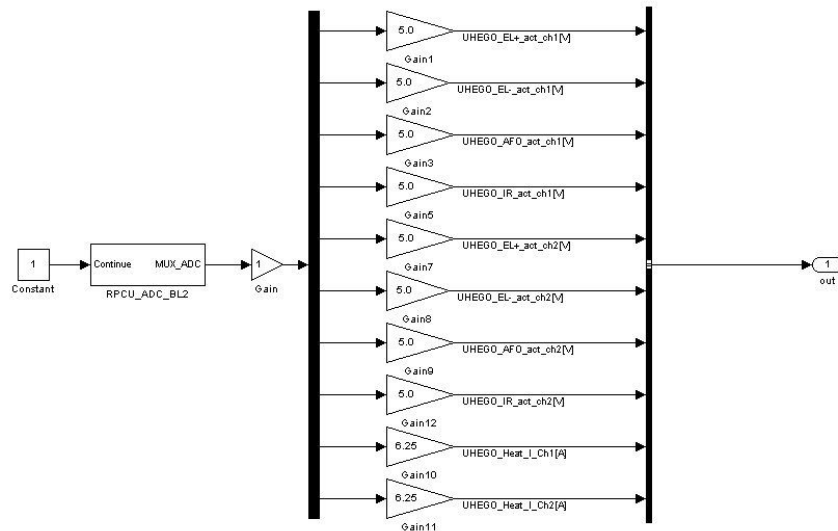 5.0
UHEGO_EL+_act_ch1[V]
Gain1
5.0
UHEGO_EL-_act_ch1[V]
Gain2
5.0
UHEGO_AFO_act_ch1[V]
Gain3
5.0
UHEGO_IR_act_ch1[V]
Gain5
5.0
UHEGO_EL+_act_ch2[V]
1
Constant
Continue MUX_ADC
RPCU_ADC_BL2
1
Gain
Gain7
5.0
UHEGO_EL-_act_ch2[V]
Gain8
5.0
UHEGO_AFO_act_ch2[V]
Gain9
5.0
UHEGO_IR_act_ch2[V]
Gain12
6.25
UHEGO_Heat_I_Ch1[A]
Gain10
6.25
UHEGO_Heat_I_Ch2[A]
Gain11
1
out